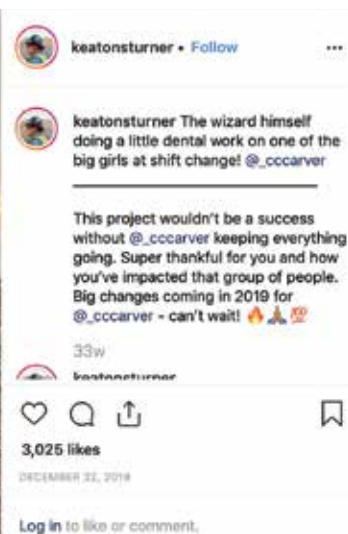 keatonsturner • Follow
keatonsturner The wizard himself
doing a little dental work on one of the
big girls at shift change! @_cccarver
This project wouldn't be a success
without @_cccarver keeping everything
going. Super thankful for you and how
you've impacted that group of people.
Big changes coming in 2019 for
@_cccarver - can't wait! 🔥🙏💯
33w
keatonsturner
3,025 likes
DECEMBER 22, 2018
Log in to like or comment.